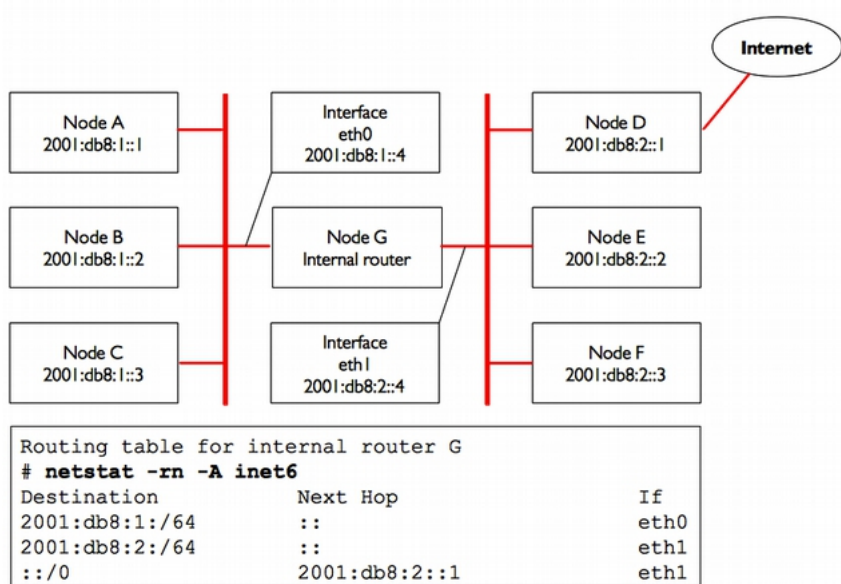 Internet
Node A
2001:db8:1::1
Interface
eth0
2001:db8:1::4
Node D
2001:db8:2::1
Node B
2001:db8:1::2
Node G
Internal router
Node E
2001:db8:2::2
Node C
2001:db8:1::3
Interface
eth1
2001:db8:2::4
Node F
2001:db8:2::3
Routing table for internal router G
# netstat -rn -A inet6
Destination Next Hop If
2001:db8:1:/64 :: eth0
2001:db8:2:/64 :: eth1
::/0 2001:db8:2::1 eth1